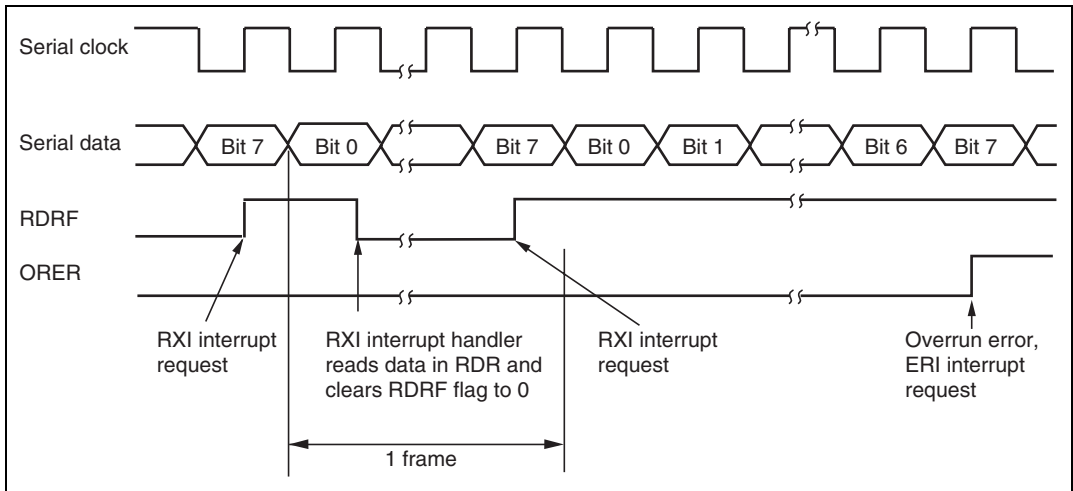 Serial clock
Serial data
Bit 7
Bit 0
Bit 7
Bit 0
Bit 1
Bit 6
Bit 7
RDRF
ORER
RXI interrupt
request
RXI interrupt handler
reads data in RDR and
clears RDRF flag to 0
RXI interrupt
request
Overrun error,
ERI interrupt
request
1 frame